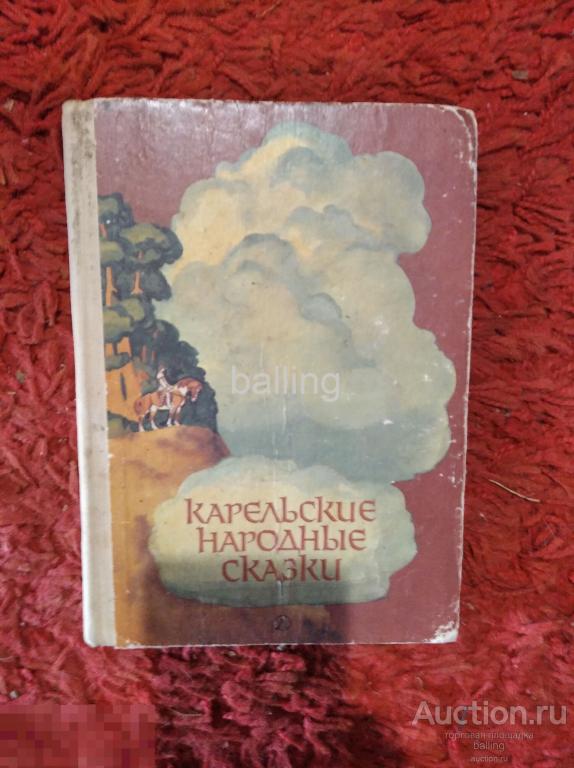 balling
КАРЕЛЬСКИЕ
НАРОДНЫЕ
СКАЗКИ
Auction.ru
торговая площадка
balling
auction.ru